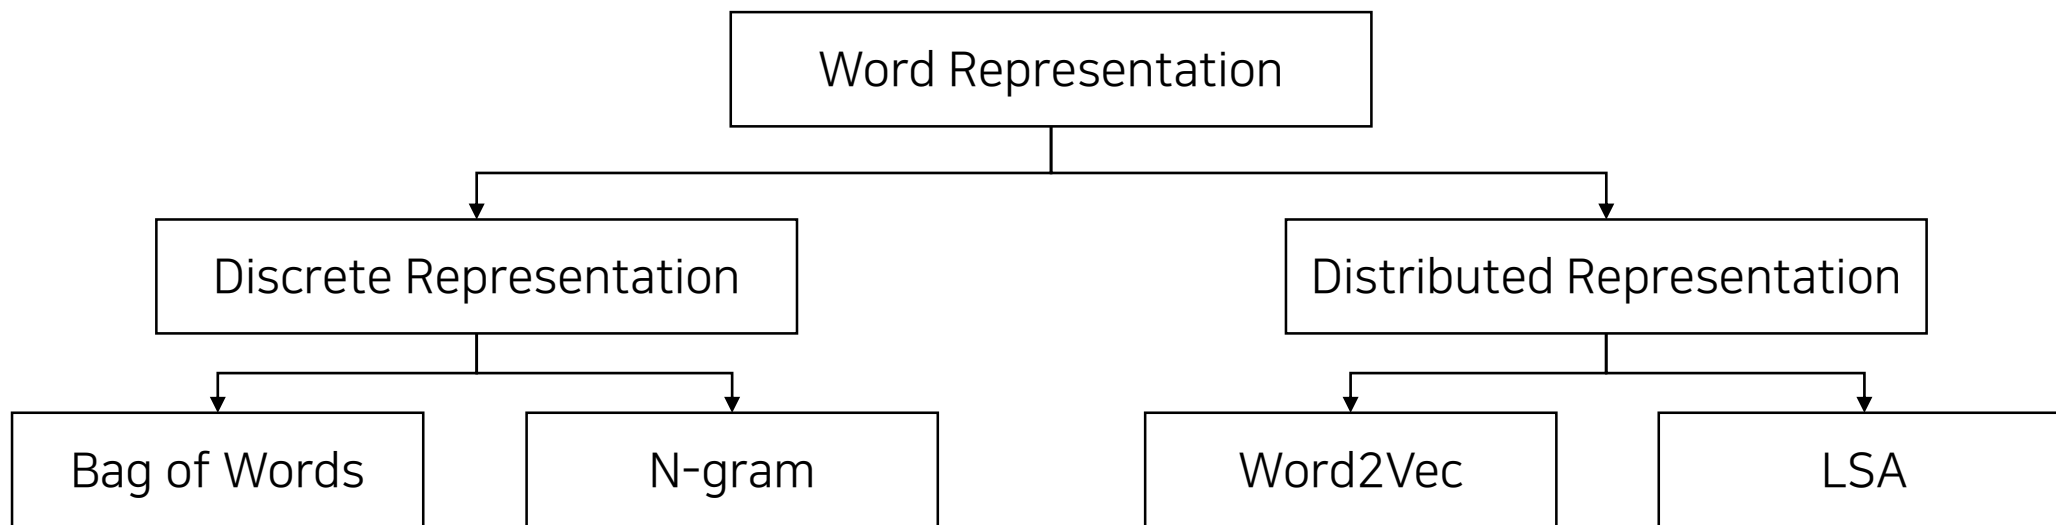 Word Representation
Discrete Representation
Distributed Representation
Bag of Words
N-gram
Word2Vec
LSA